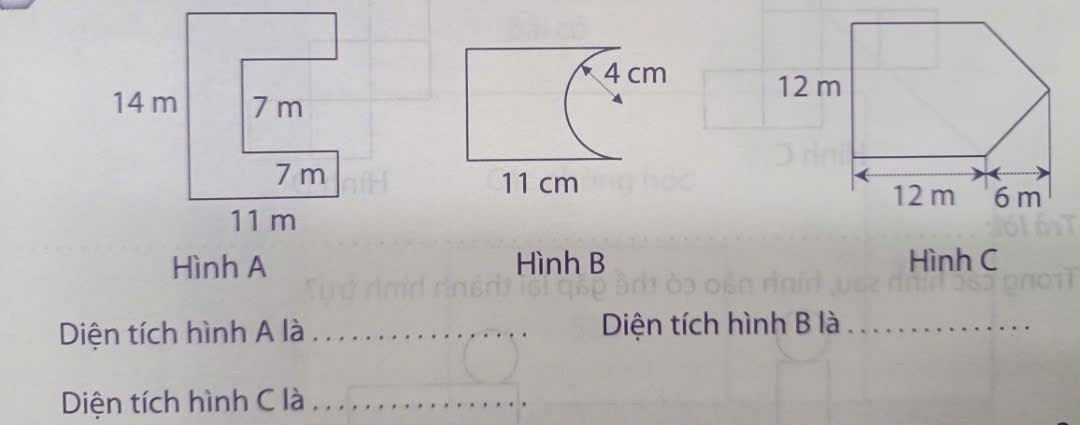 14 m
7 m
7 m
11 m
Hình A
4 cm
11 cm
Hình B
12 m
12 m
6 m
Hình C
Diện tích hình A là . . . . . . . . . . . . . . . . . .
Diện tích hình B là . . . . . . . . . . . . . . .
Diện tích hình C là . . . . . . . . . . . . . . . . . .